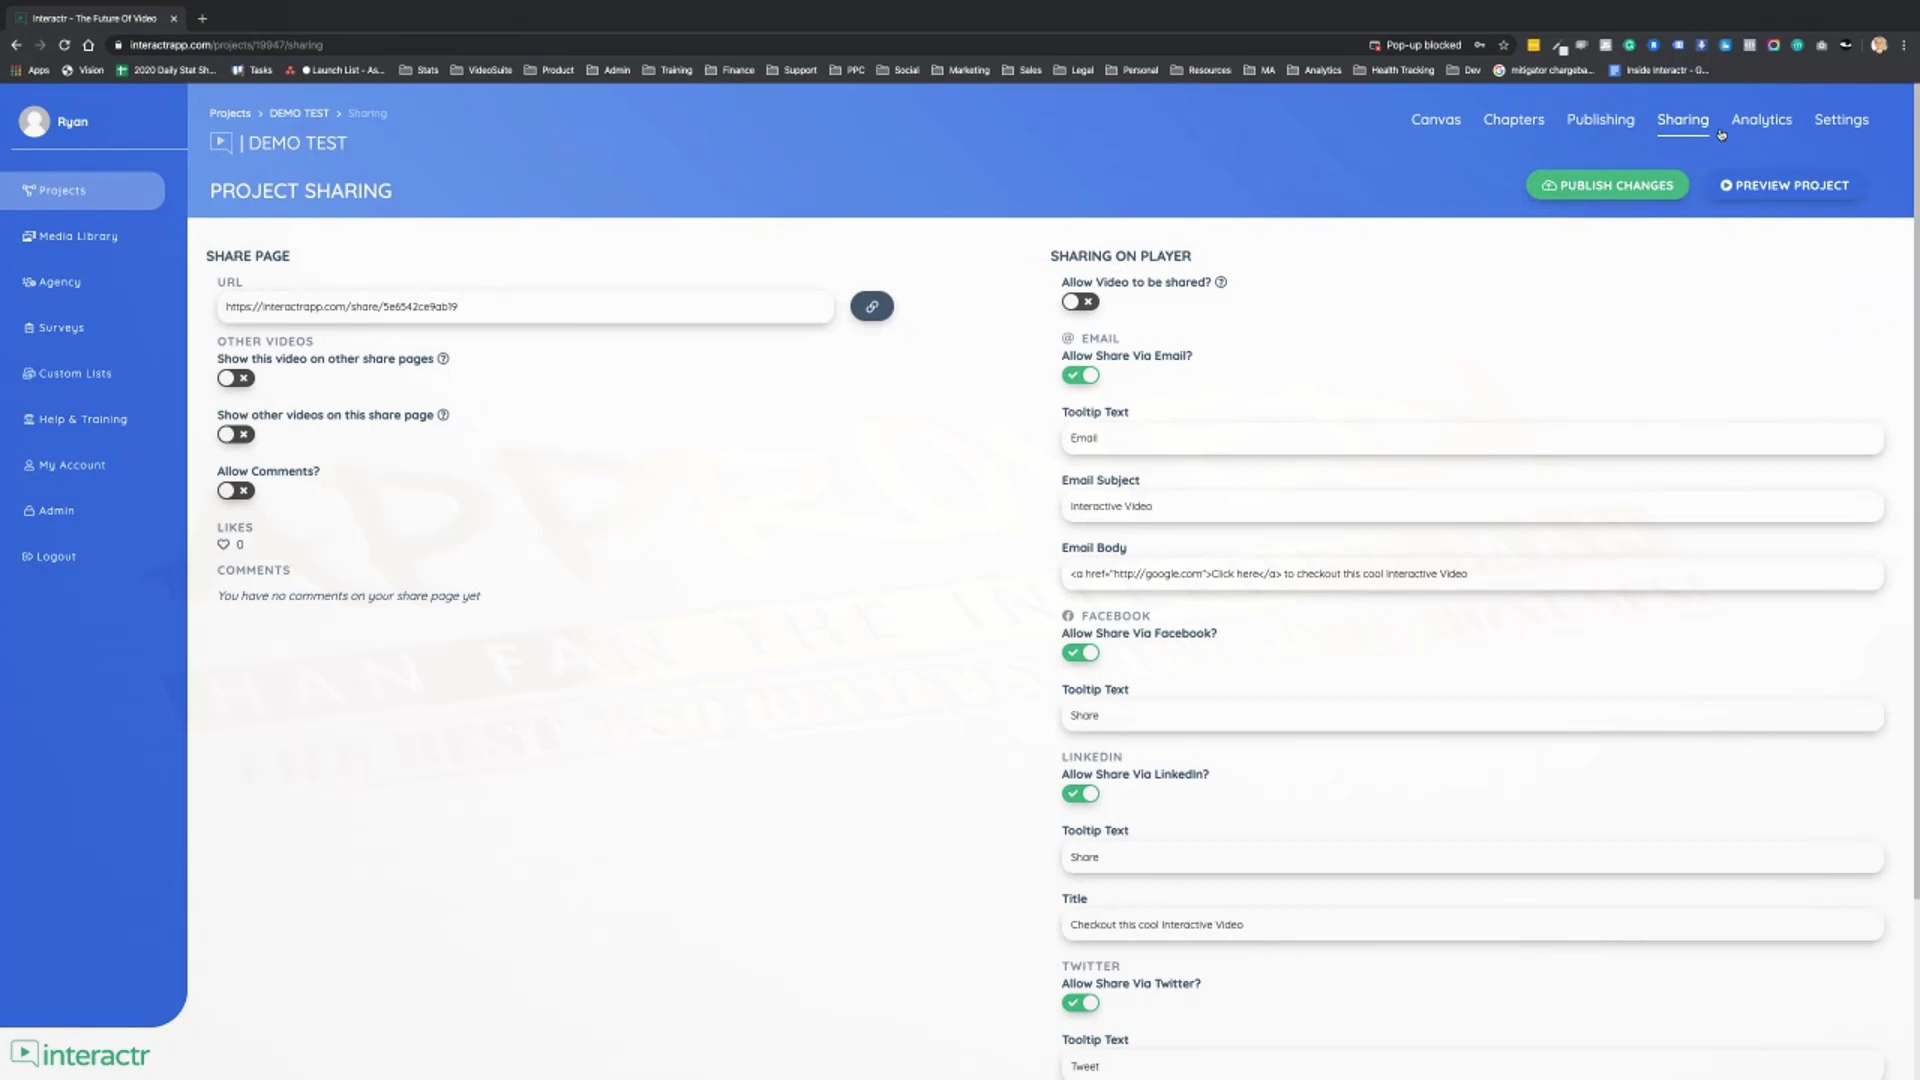 Interactr - The Future Of Video
interactrapp.com/projects/19947/sharing
Pop-up blocked
Apps Vision 2020 Daily Stat Sh... Tasks Launch List - As... Stats VideoSuite Product Admin Training Finance Support PPC Social Marketing Sales Legal Personal Resources MA Analytics Health Tracking Dev mitigator chargeba... Inside Interactr - G...
Ryan
Projects
Media Library
Agency
Surveys
Custom Lists
Help & Training
My Account
Admin
Logout
interactr
Projects > DEMO TEST > Sharing
| DEMO TEST
PROJECT SHARING
Canvas Chapters Publishing Sharing Analytics Settings
PUBLISH CHANGES PREVIEW PROJECT
SHARE PAGE
URL
https://interactrapp.com/share/5e6542ce9ab19
OTHER VIDEOS
Show this video on other share pages
Show other videos on this share page
Allow Comments?
LIKES
0
COMMENTS
You have no comments on your share page yet
SHARING ON PLAYER
Allow Video to be shared?
@ EMAIL
Allow Share Via Email?
Tooltip Text
Email
Email Subject
Interactive Video
Email Body
<a href="http://google.com">Click here</a> to checkout this cool Interactive Video
FACEBOOK
Allow Share Via Facebook?
Tooltip Text
Share
LINKEDIN
Allow Share Via LinkedIn?
Tooltip Text
Share
Title
Checkout this cool Interactive Video
TWITTER
Allow Share Via Twitter?
Tooltip Text
Tweet